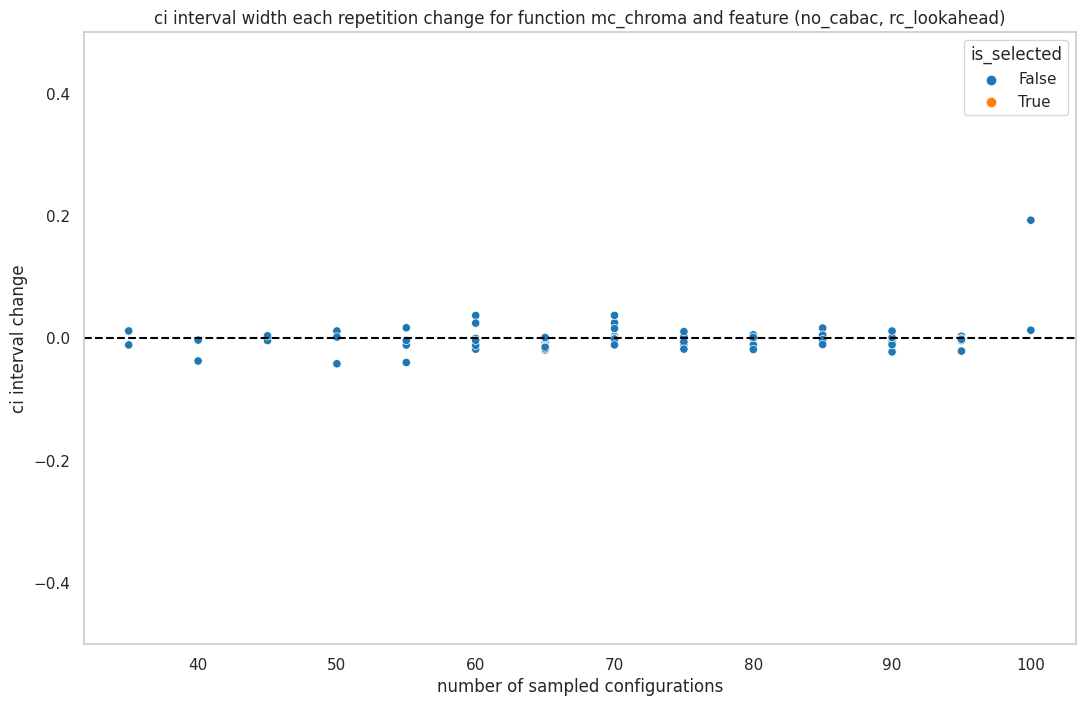 ci interval width each repetition change for function mc_chroma and feature (no_cabac, rc_lookahead)
is_selected
False
True
0.4
0.2
0.0
−0.2
−0.4
ci interval change
40 50 60 70 80 90 100
number of sampled configurations